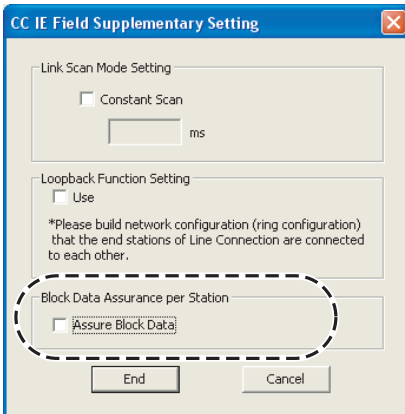 CC IE Field Supplementary Setting
Link Scan Mode Setting
Constant Scan
ms
Loopback Function Setting
Use
*Please build network configuration (ring configuration)
that the end stations of Line Connection are connected
to each other.
Block Data Assurance per Station
Assure Block Data
End Cancel